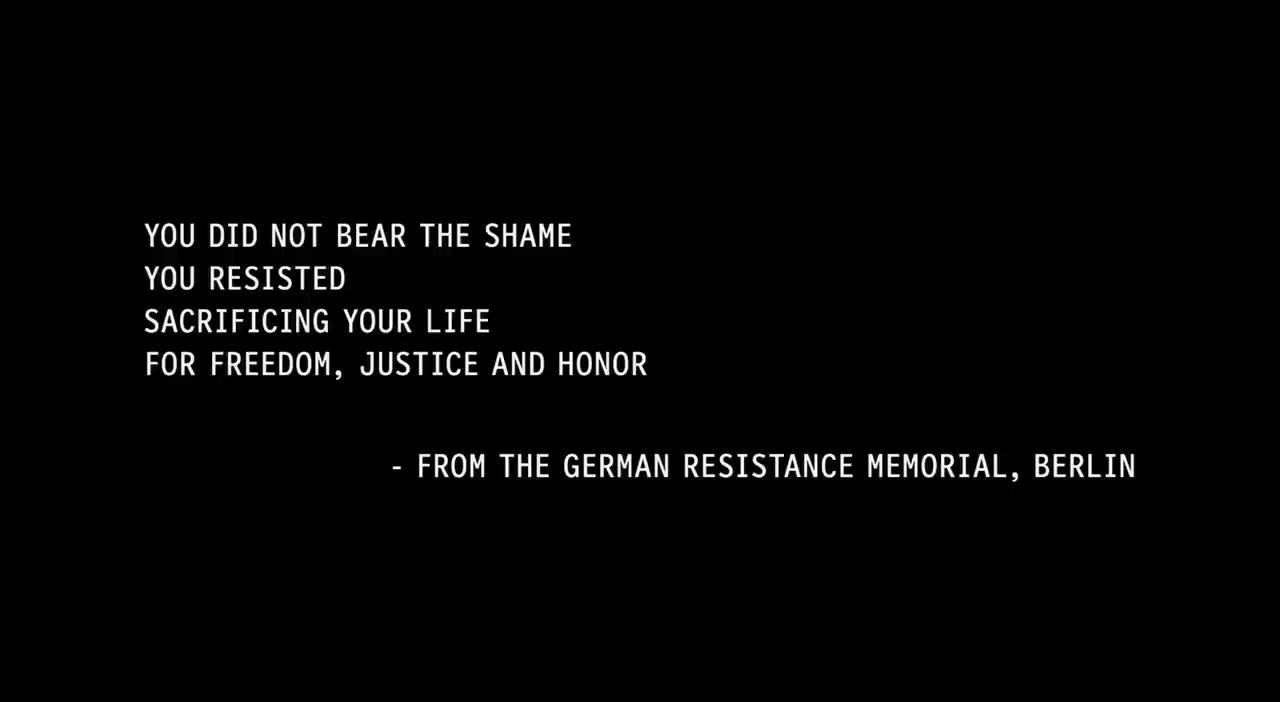 YOU DID NOT BEAR THE SHAME
YOU RESISTED
SACRIFICING YOUR LIFE
FOR FREEDOM, JUSTICE AND HONOR
- FROM THE GERMAN RESISTANCE MEMORIAL, BERLIN